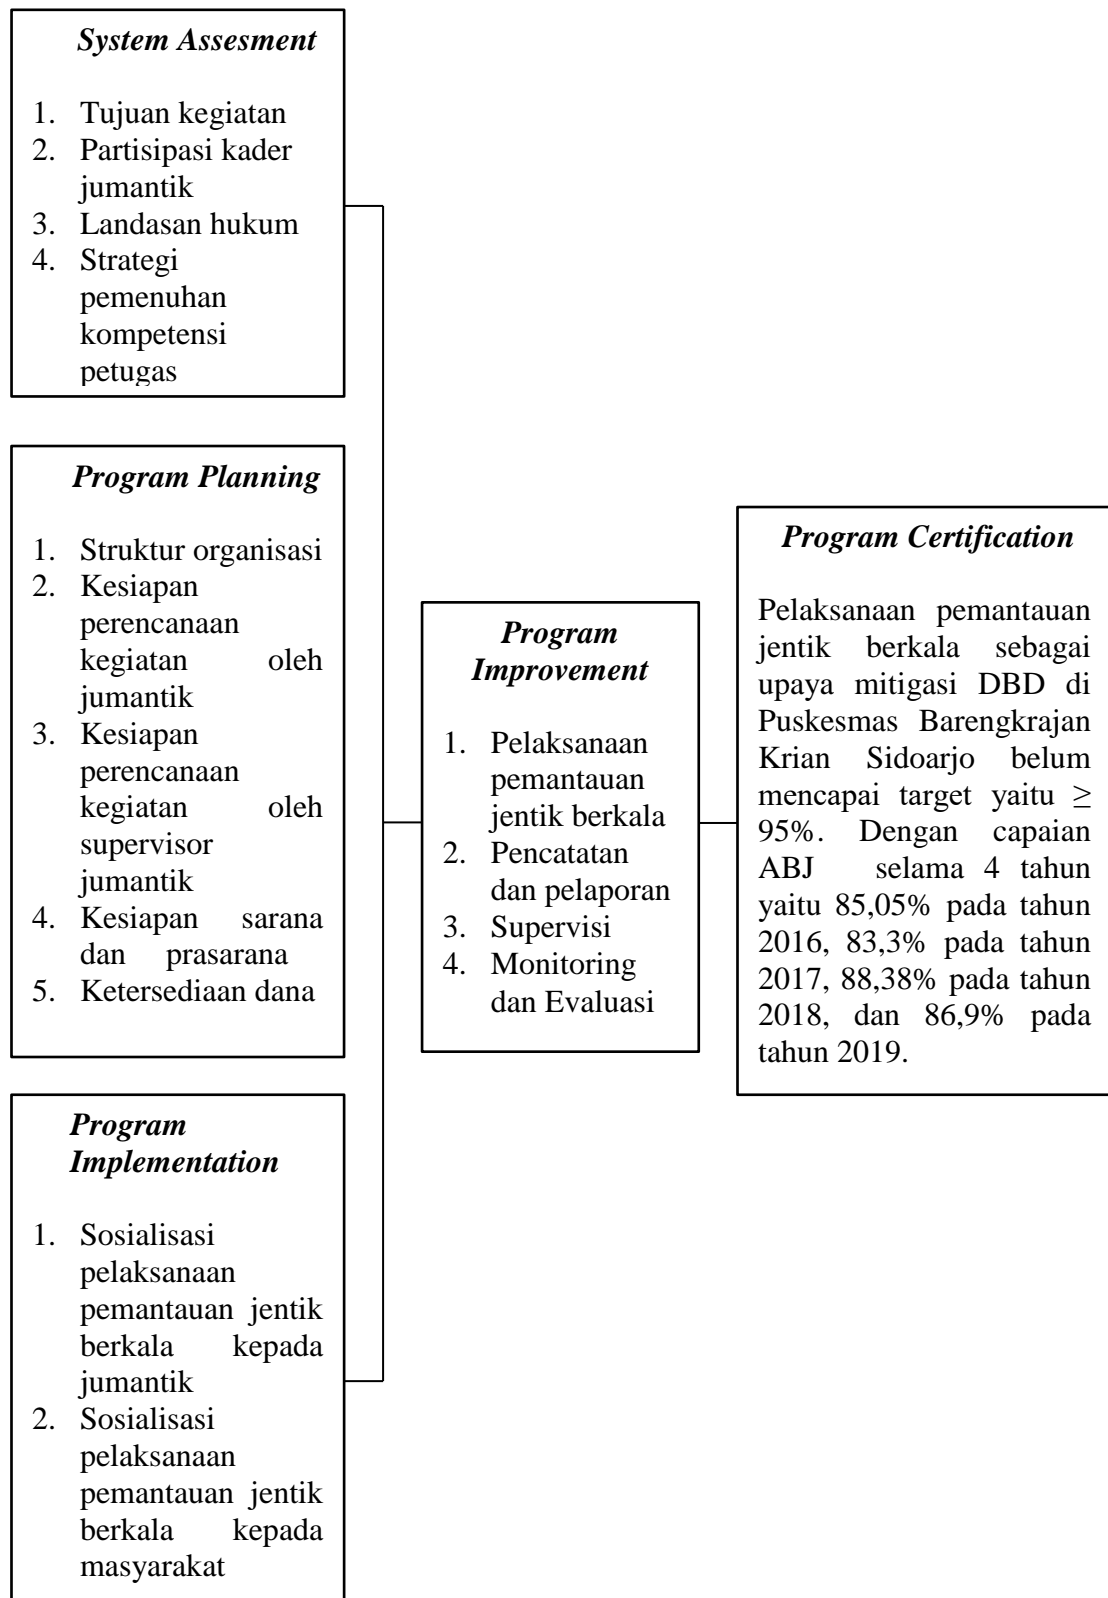 System Assesment
1. Tujuan kegiatan
2. Partisipasi kader
jumantik
3. Landasan hukum
4. Strategi
pemenuhan
kompetensi
petugas
Program Planning
1. Struktur organisasi
2. Kesiapan
perencanaan
kegiatan oleh
jumantik
3. Kesiapan
perencanaan
kegiatan oleh
supervisor
jumantik
4. Kesiapan sarana
dan prasarana
5. Ketersediaan dana
Program
Implementation
1. Sosialisasi
pelaksanaan
pemantauan jentik
berkala kepada
jumantik
2. Sosialisasi
pelaksanaan
pemantauan jentik
berkala kepada
masyarakat
Program
Improvement
1. Pelaksanaan
pemantauan
jentik berkala
2. Pencatatan
dan pelaporan
3. Supervisi
4. Monitoring
dan Evaluasi
Program Certification
Pelaksanaan pemantauan
jentik berkala sebagai
upaya mitigasi DBD di
Puskesmas Barengkrajan
Krian Sidoarjo belum
mencapai target yaitu ≥
95%. Dengan capaian
ABJ selama 4 tahun
yaitu 85,05% pada tahun
2016, 83,3% pada tahun
2017, 88,38% pada tahun
2018, dan 86,9% pada
tahun 2019.